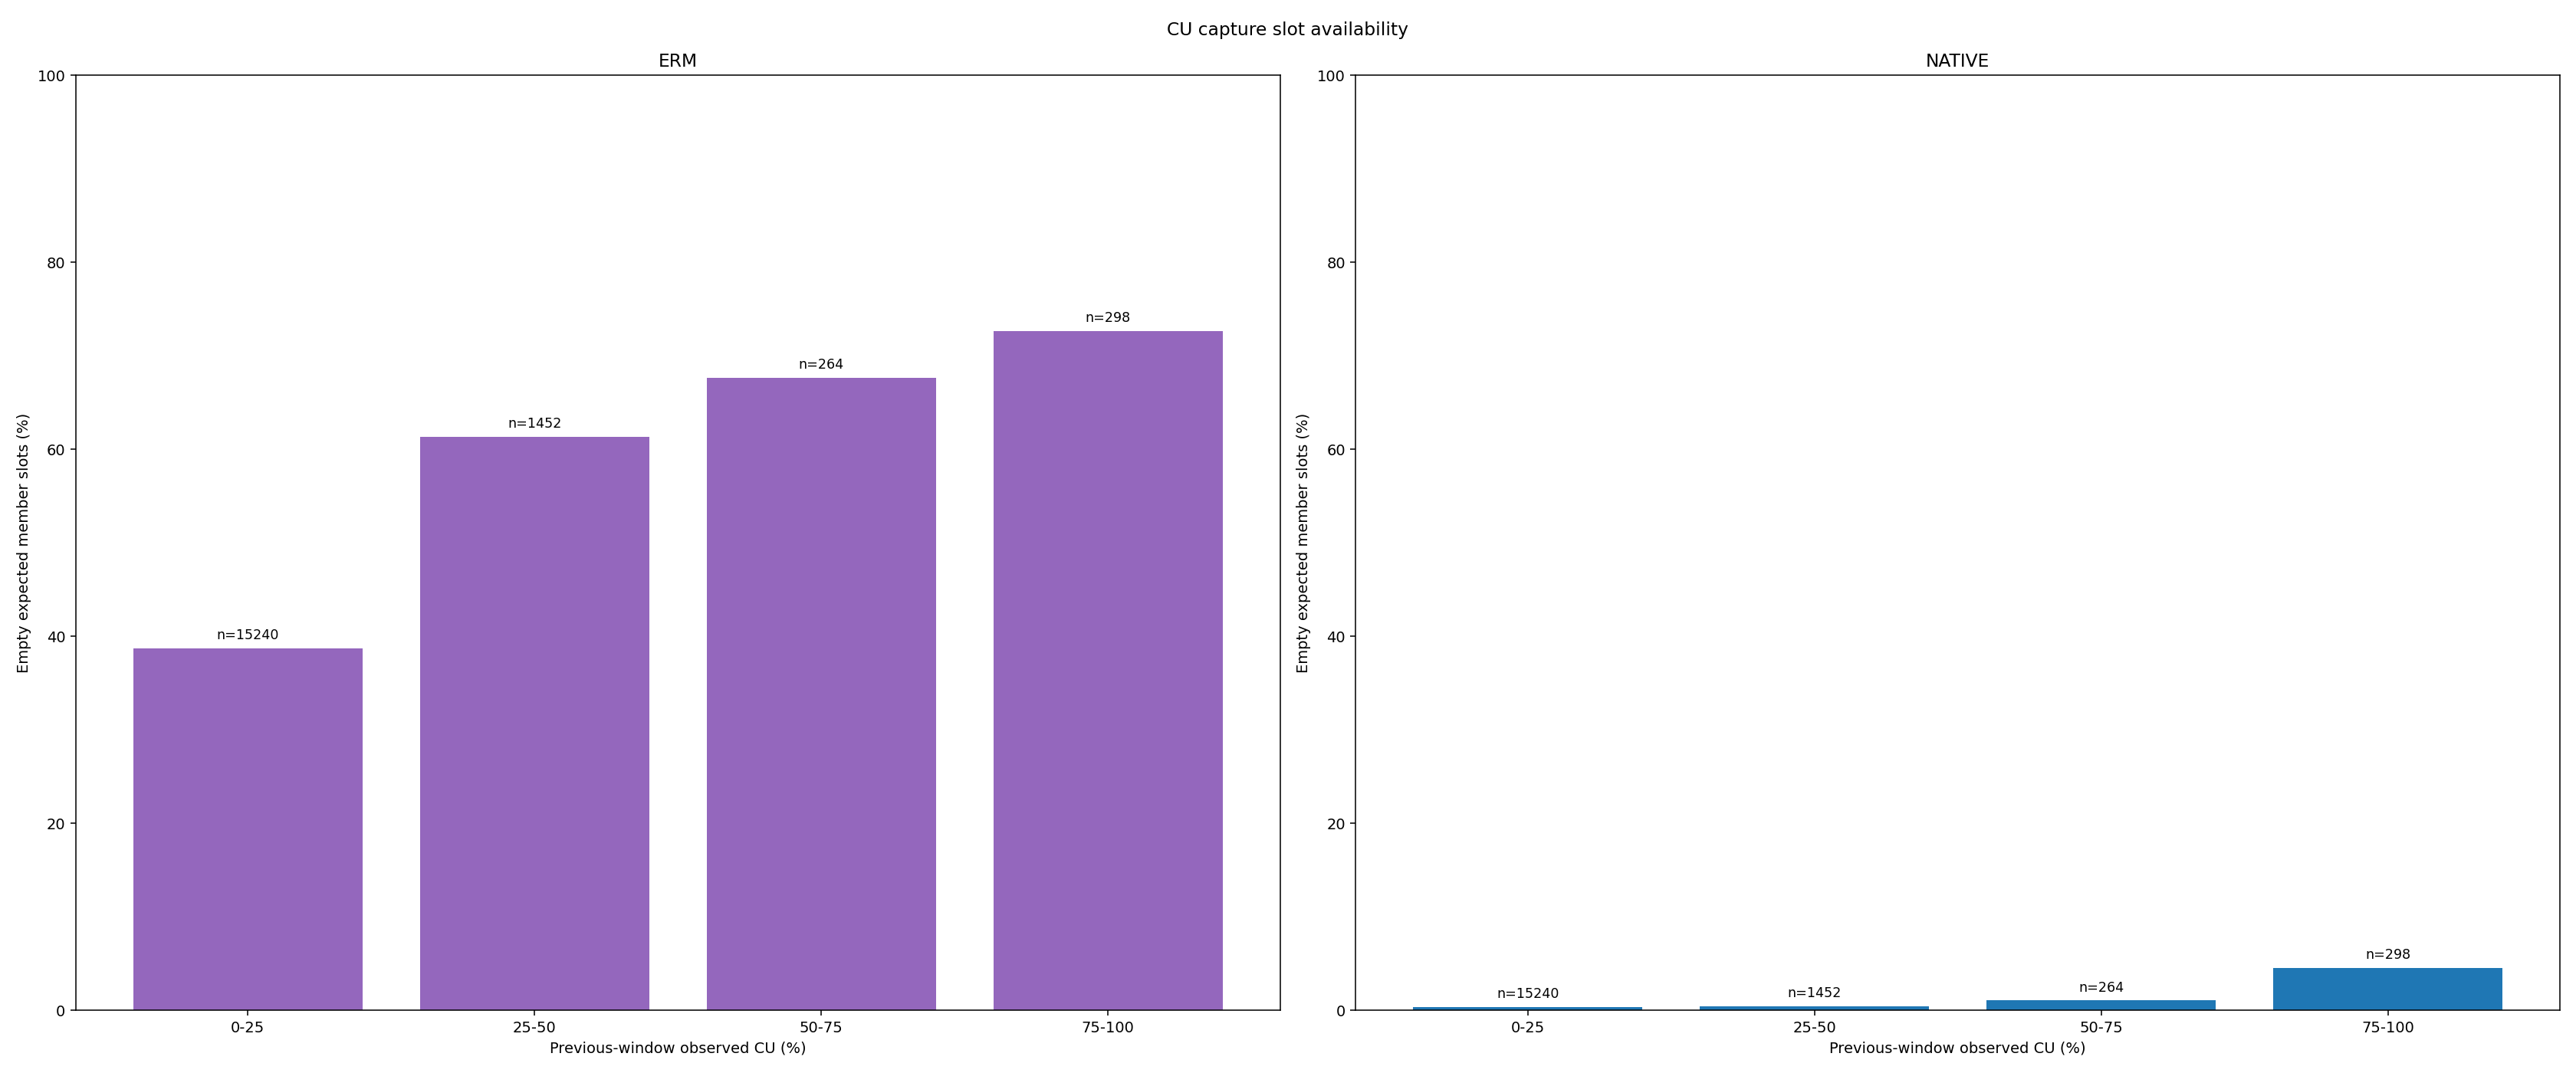 CU capture slot availability
ERM
100
80
60
40
20
0
Empty expected member slots (%)
n=15240
n=1452
n=264
n=298
0-25
25-50
50-75
75-100
Previous-window observed CU (%)
NATIVE
100
80
60
40
20
0
Empty expected member slots (%)
n=15240
n=1452
n=264
n=298
0-25
25-50
50-75
75-100
Previous-window observed CU (%)